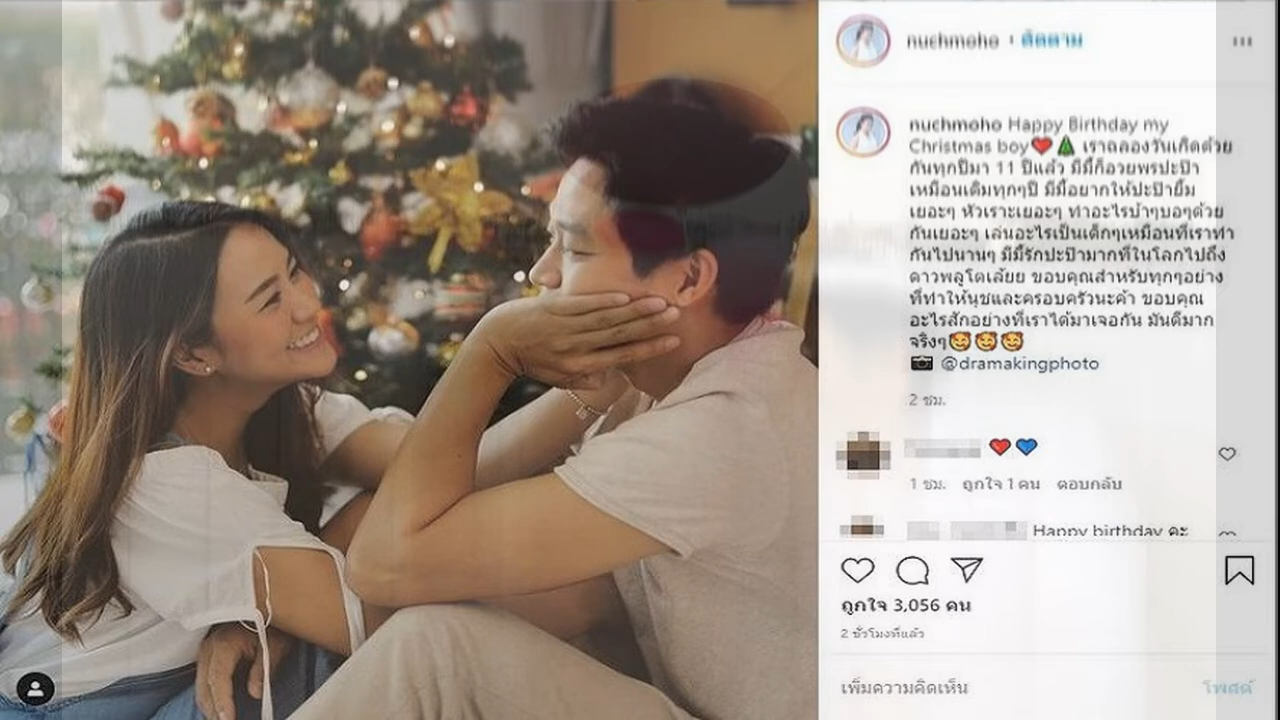 nuchmoho • ติดตาม
nuchmoho Happy Birthday my
Christmas boy❤️🎄 เราฉลองวันเกิดด้วย
กันทุกปีมา 11 ปีแล้ว มีมี้ก็อวยพรปะป๊า
เหมือนเดิมทุกๆปี มีมี้อยากให้ปะป๊ายิ้ม
เยอะๆ หัวเราะเยอะๆ ทำอะไรบ้าๆบอๆด้วย
กันเยอะๆ เล่นอะไรเป็นเด็กๆเหมือนที่เราทำ
กันไปนานๆ มีมี้รักปะป๊ามากที่ในโลกไปถึง
ดาวพลูโตเล้ยย ขอบคุณสำหรับทุกๆอย่าง
ที่ทำให้นุชและครอบครัวนะค้า ขอบคุณ
อะไรสักอย่างที่เราได้มาเจอกัน มันดีมาก
จริงๆ🥰🥰🥰
📷 @dramakingphoto
2 ชม.
❤️💙
1 ชม. ถูกใจ 1 คน ตอบกลับ
Happy birthday คะ
ถูกใจ 3,056 คน
2 ชั่วโมงที่แล้ว
เพิ่มความคิดเห็น โพสต์